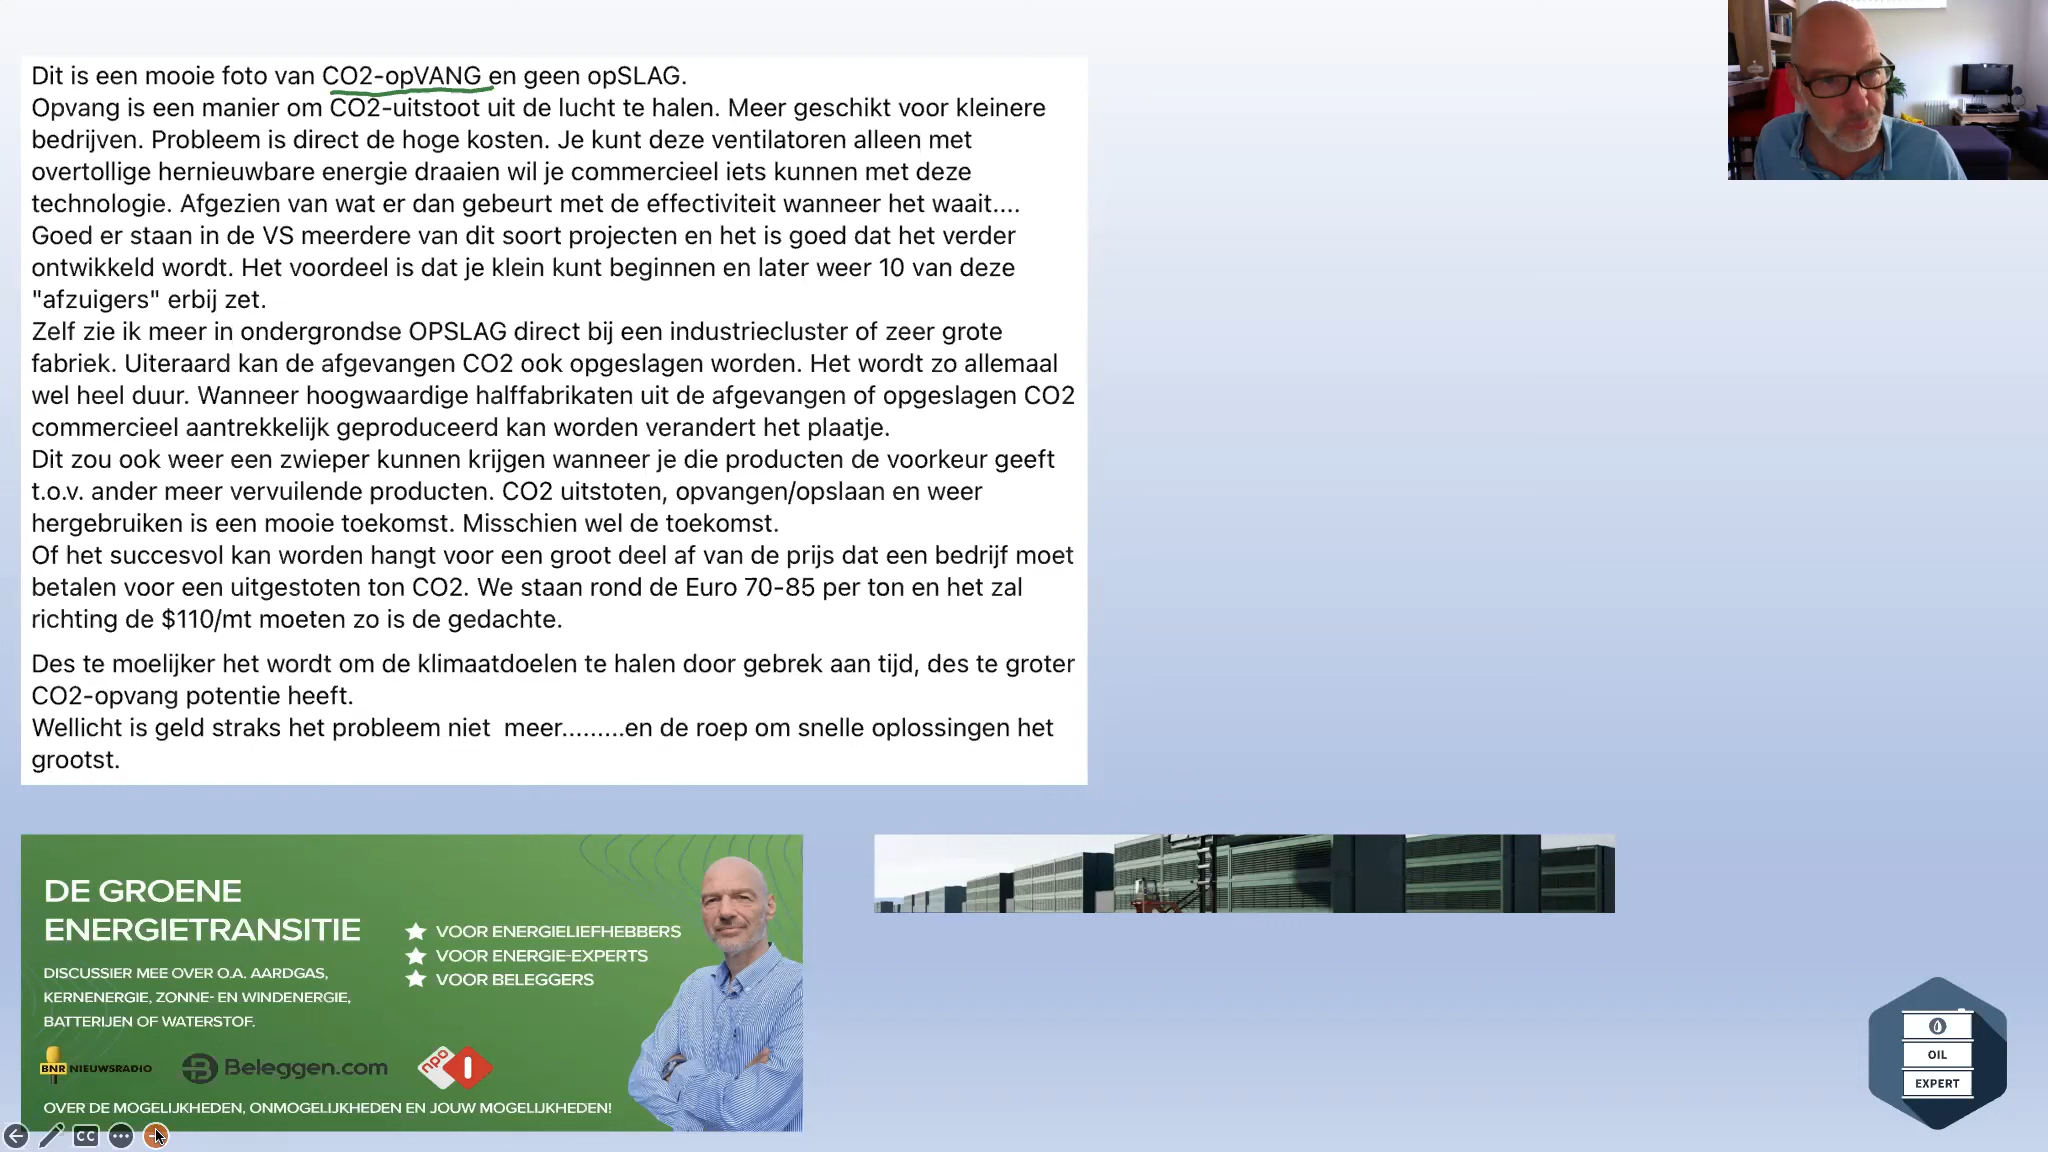 Dit is een mooie foto van CO2-opVANG en geen opSLAG.
Opvang is een manier om CO2-uitstoot uit de lucht te halen. Meer geschikt voor kleinere
bedrijven. Probleem is direct de hoge kosten. Je kunt deze ventilatoren alleen met
overtollige hernieuwbare energie draaien wil je commercieel iets kunnen met deze
technologie. Afgezien van wat er dan gebeurt met de effectiviteit wanneer het waait....
Goed er staan in de VS meerdere van dit soort projecten en het is goed dat het verder
ontwikkeld wordt. Het voordeel is dat je klein kunt beginnen en later weer 10 van deze
"afzuigers" erbij zet.
Zelf zie ik meer in ondergrondse OPSLAG direct bij een industriecluster of zeer grote
fabriek. Uiteraard kan de afgevangen CO2 ook opgeslagen worden. Het wordt zo allemaal
wel heel duur. Wanneer hoogwaardige halffabrikaten uit de afgevangen of opgeslagen CO2
commercieel aantrekkelijk geproduceerd kan worden verandert het plaatje.
Dit zou ook weer een zwieper kunnen krijgen wanneer je die producten de voorkeur geeft
t.o.v. ander meer vervuilende producten. CO2 uitstoten, opvangen/opslaan en weer
hergebruiken is een mooie toekomst. Misschien wel de toekomst.
Of het succesvol kan worden hangt voor een groot deel af van de prijs dat een bedrijf moet
betalen voor een uitgestoten ton CO2. We staan rond de Euro 70-85 per ton en het zal
richting de $110/mt moeten zo is de gedachte.
Des te moelijker het wordt om de klimaatdoelen te halen door gebrek aan tijd, des te groter
CO2-opvang potentie heeft.
Wellicht is geld straks het probleem niet  meer.........en de roep om snelle oplossingen het
grootst.
DE GROENE
ENERGIETRANSITIE
DISCUSSIER MEE OVER O.A. AARDGAS,
KERNENERGIE, ZONNE- EN WINDENERGIE,
BATTERIJEN OF WATERSTOF.
VOOR ENERGIELIEFHEBBERS
VOOR ENERGIE-EXPERTS
VOOR BELEGGERS
BNR NIEUWSRADIO
Beleggen.com
npo 1
OVER DE MOGELIJKHEDEN, ONMOGELIJKHEDEN EN JOUW MOGELIJKHEDEN!
CC
OIL
EXPERT